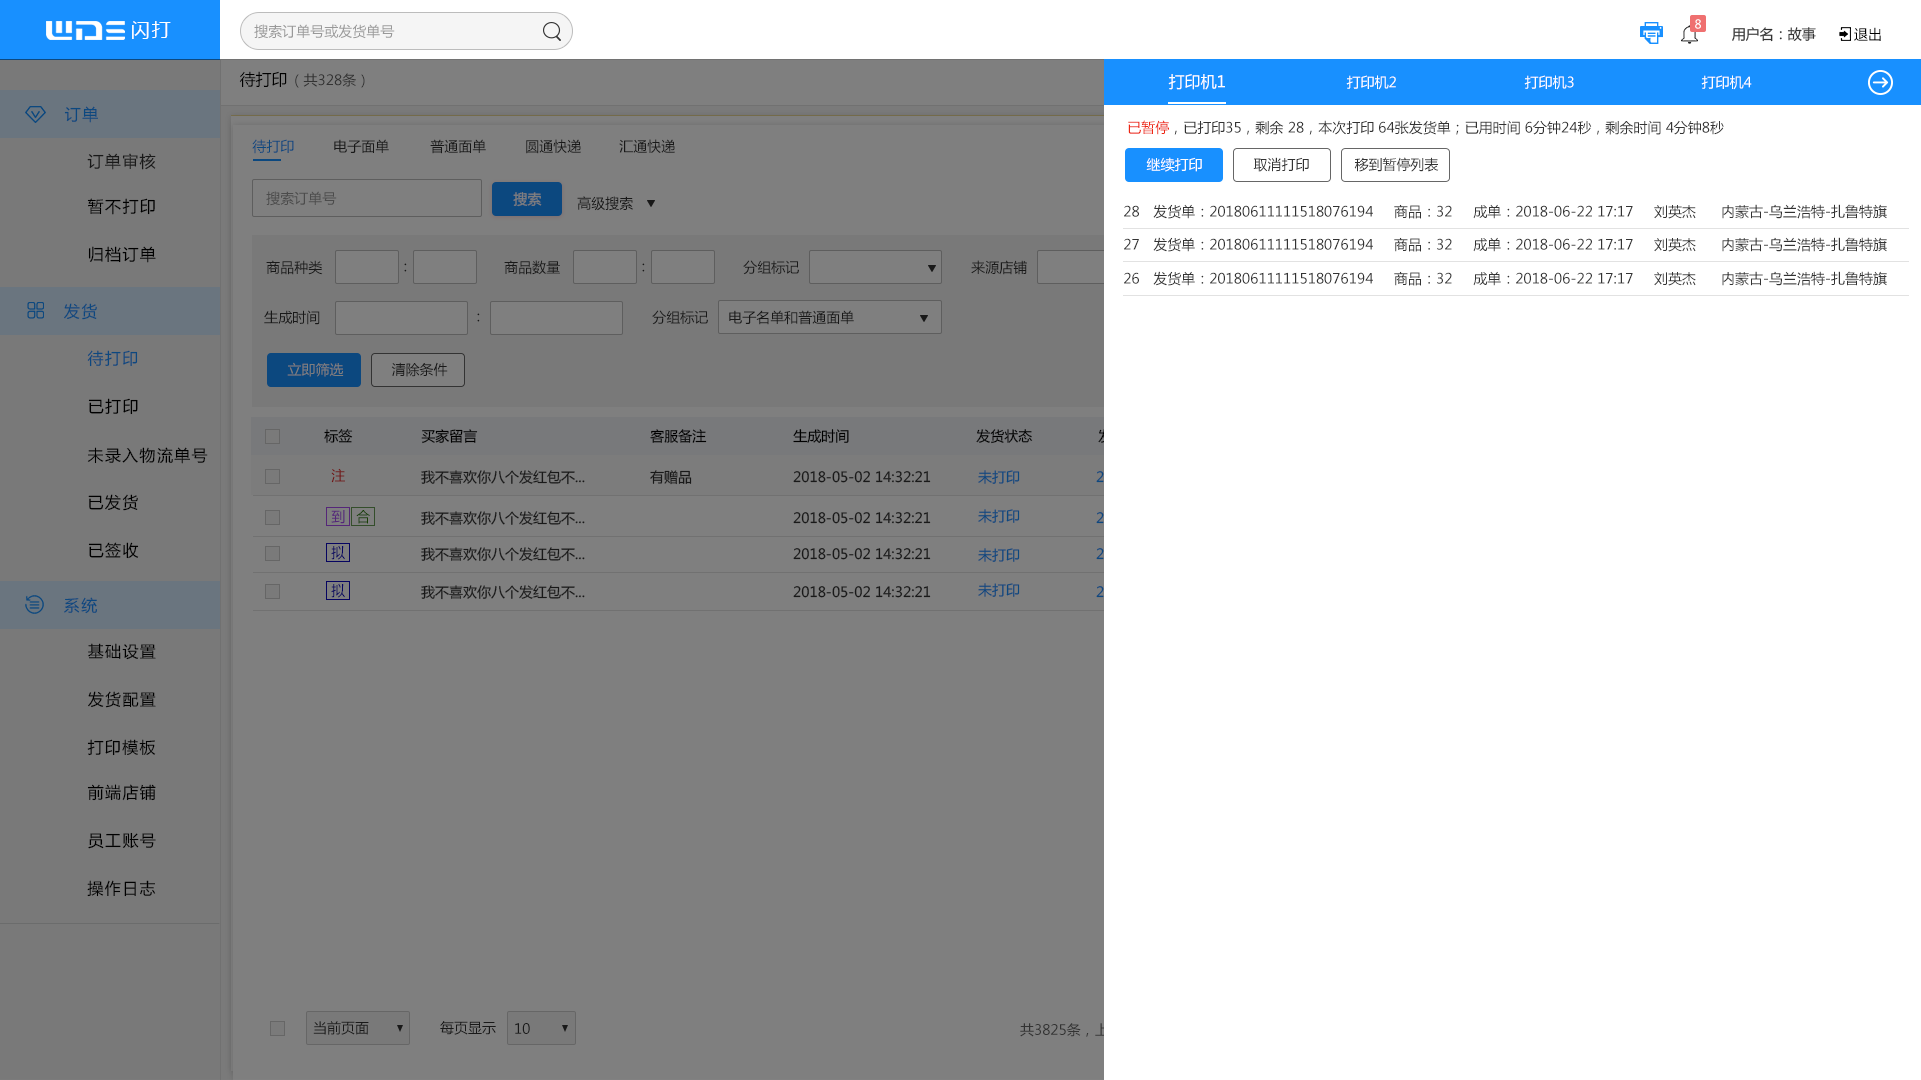 WDS 闪打
搜索订单号或发货单号
8
用户名：故事
退出
订单
订单审核
暂不打印
归档订单
发货
待打印
已打印
未录入物流单号
已发货
已签收
系统
基础设置
发货配置
打印模板
前端店铺
员工账号
操作日志
待打印（共328条）
待打印 电子面单 普通面单 圆通快递 汇通快递
搜索订单号 搜索 高级搜索 ▼
商品种类 : 商品数量 : 分组标记 ▼ 来源店铺
生成时间 : 分组标记 电子名单和普通面单 ▼
立即筛选 清除条件
标签 买家留言 客服备注 生成时间 发货状态
注 我不喜欢你八个发红包不... 有赠品 2018-05-02 14:32:21 未打印 2
到 合 我不喜欢你八个发红包不... 2018-05-02 14:32:21 未打印 2
拟 我不喜欢你八个发红包不... 2018-05-02 14:32:21 未打印 2
拟 我不喜欢你八个发红包不... 2018-05-02 14:32:21 未打印 2
当前页面 ▼ 每页显示 10 ▼ 共3825条，上
打印机1 打印机2 打印机3 打印机4
已暂停，已打印35，剩余 28，本次打印 64张发货单；已用时间 6分钟24秒，剩余时间 4分钟8秒
继续打印 取消打印 移到暂停列表
28 发货单：20180611111518076194 商品：32 成单：2018-06-22 17:17 刘英杰 内蒙古-乌兰浩特-扎鲁特旗
27 发货单：20180611111518076194 商品：32 成单：2018-06-22 17:17 刘英杰 内蒙古-乌兰浩特-扎鲁特旗
26 发货单：20180611111518076194 商品：32 成单：2018-06-22 17:17 刘英杰 内蒙古-乌兰浩特-扎鲁特旗